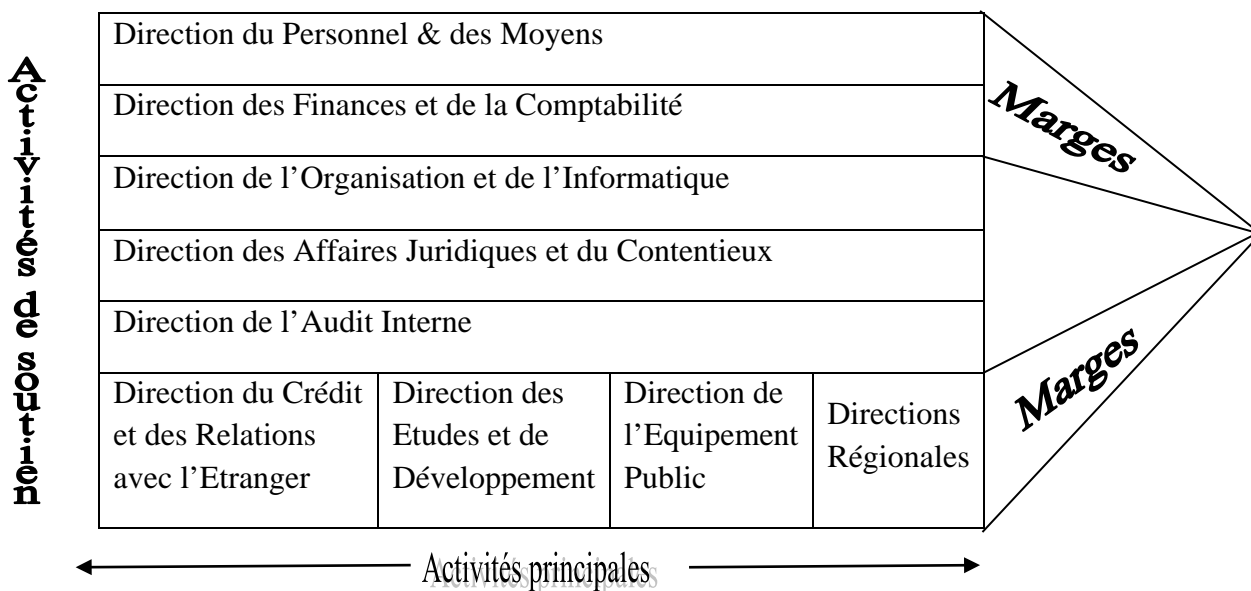 Activités de soutien
Direction du Personnel & des Moyens
Direction des Finances et de la Comptabilité
Direction de l’Organisation et de l’Informatique
Direction des Affaires Juridiques et du Contentieux
Direction de l’Audit Interne
Direction du Crédit
et des Relations
avec l’Etranger
Direction des
Etudes et de
Développement
Direction de
l’Equipement
Public
Directions
Régionales
Marges
Marges
Activités principales